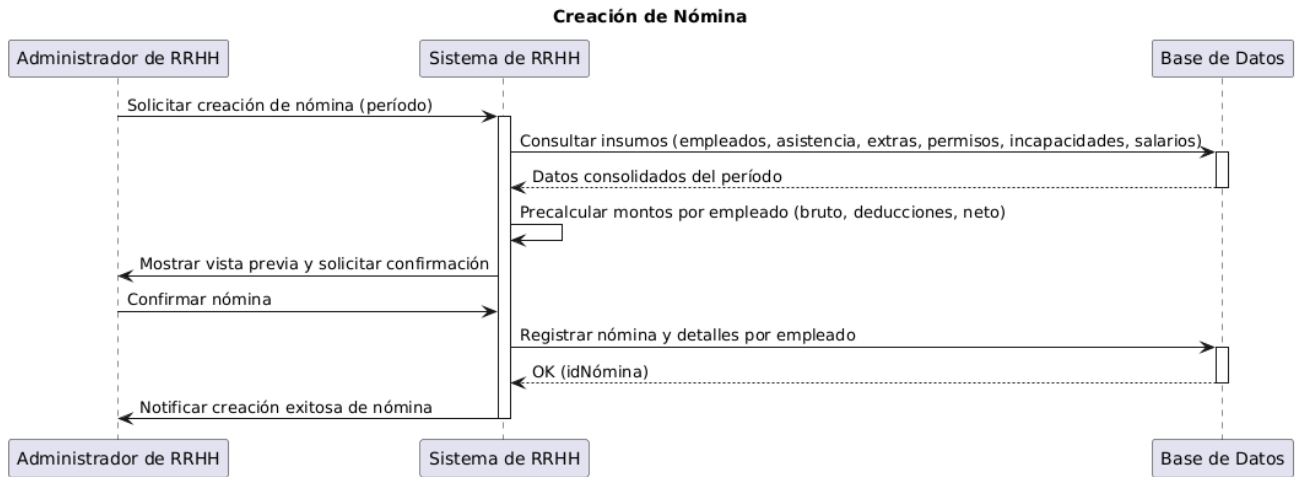 Creación de Nómina
Administrador de RRHH
Sistema de RRHH
Base de Datos
Solicitar creación de nómina (período)
Consultar insumos (empleados, asistencia, extras, permisos, incapacidades, salarios)
Datos consolidados del período
Precalcular montos por empleado (bruto, deducciones, neto)
Mostrar vista previa y solicitar confirmación
Confirmar nómina
Registrar nómina y detalles por empleado
OK (idNómina)
Notificar creación exitosa de nómina
Administrador de RRHH
Sistema de RRHH
Base de Datos